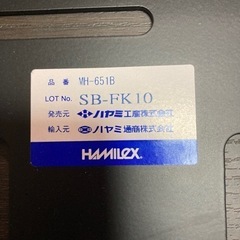 品番 MH-651B
LOT No. SB-FK10
発売元 ハヤミ工産株式会社
輸入元 ハヤミ通商株式会社
HAMILEX